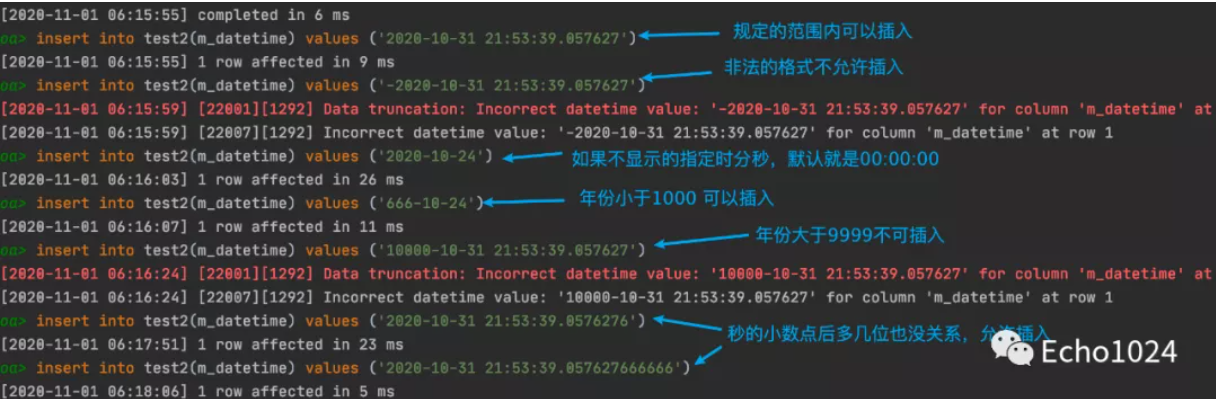 [2020-11-01 06:15:55] completed in 6 ms
oa> insert into test2(m_datetime) values ('2020-10-31 21:53:39.057627') 规定的范围内可以插入
[2020-11-01 06:15:55] 1 row affected in 9 ms
oa> insert into test2(m_datetime) values ('-2020-10-31 21:53:39.057627') 非法的格式不允许插入
[2020-11-01 06:15:59] [22001][1292] Data truncation: Incorrect datetime value: '-2020-10-31 21:53:39.057627' for column 'm_datetime' at
[2020-11-01 06:15:59] [22007][1292] Incorrect datetime value: '-2020-10-31 21:53:39.057627' for column 'm_datetime' at row 1
oa> insert into test2(m_datetime) values ('2020-10-24') 如果不显示的指定时分秒，默认就是00:00:00
[2020-11-01 06:16:03] 1 row affected in 26 ms
oa> insert into test2(m_datetime) values ('666-10-24') 年份小于1000 可以插入
[2020-11-01 06:16:07] 1 row affected in 11 ms
oa> insert into test2(m_datetime) values ('10000-10-31 21:53:39.057627') 年份大于9999不可插入
[2020-11-01 06:16:24] [22001][1292] Data truncation: Incorrect datetime value: '10000-10-31 21:53:39.057627' for column 'm_datetime' at
[2020-11-01 06:16:24] [22007][1292] Incorrect datetime value: '10000-10-31 21:53:39.057627' for column 'm_datetime' at row 1
oa> insert into test2(m_datetime) values ('2020-10-31 21:53:39.0576276') 秒的小数点后多几位也没关系，允许插入
[2020-11-01 06:17:51] 1 row affected in 23 ms
Echo1024
oa> insert into test2(m_datetime) values ('2020-10-31 21:53:39.057627666666')
[2020-11-01 06:18:06] 1 row affected in 5 ms